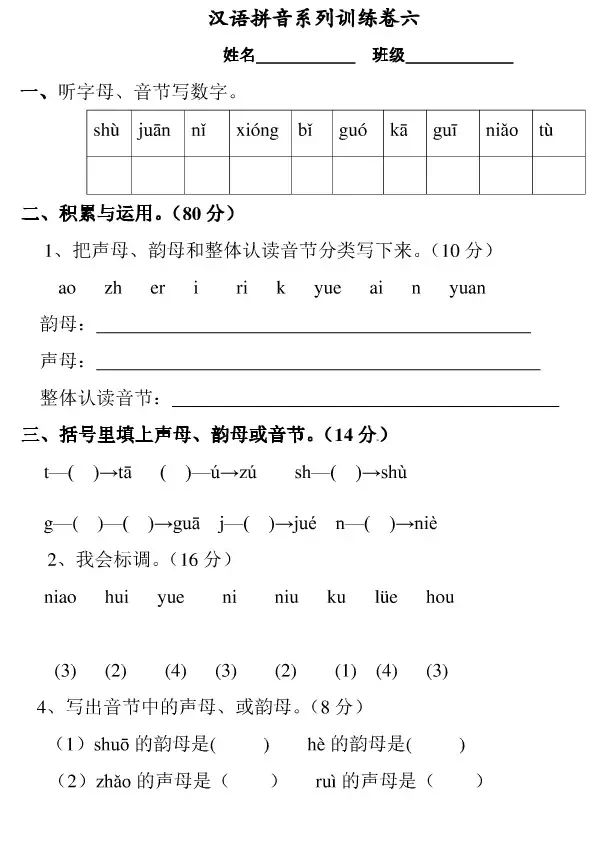 汉语拼音系列训练卷六
姓名____________ 班级____________
一、听字母、音节写数字。
shù juān nǐ xióng bǐ guó kā guī niǎo tù
二、积累与运用。（80 分）
1、把声母、韵母和整体认读音节分类写下来。（10 分）
ao zh er i ri k yue ai n yuan
韵母：
声母：
整体认读音节：
三、括号里填上声母、韵母或音节。（14 分.）
t—( )→tā ( )—ú→zú sh—( )→shù
g—( )—( )→guā j—( )→jué n—( )→niè
2、我会标调。（16 分）
niao hui yue ni niu ku lüe hou
(3) (2) (4) (3) (2) (1) (4) (3)
4、写出音节中的声母、或韵母。（8 分）
（1）shuō 的韵母是( ) hè 的韵母是( )
（2）zhǎo 的声母是（ ） ruì 的声母是（ ）